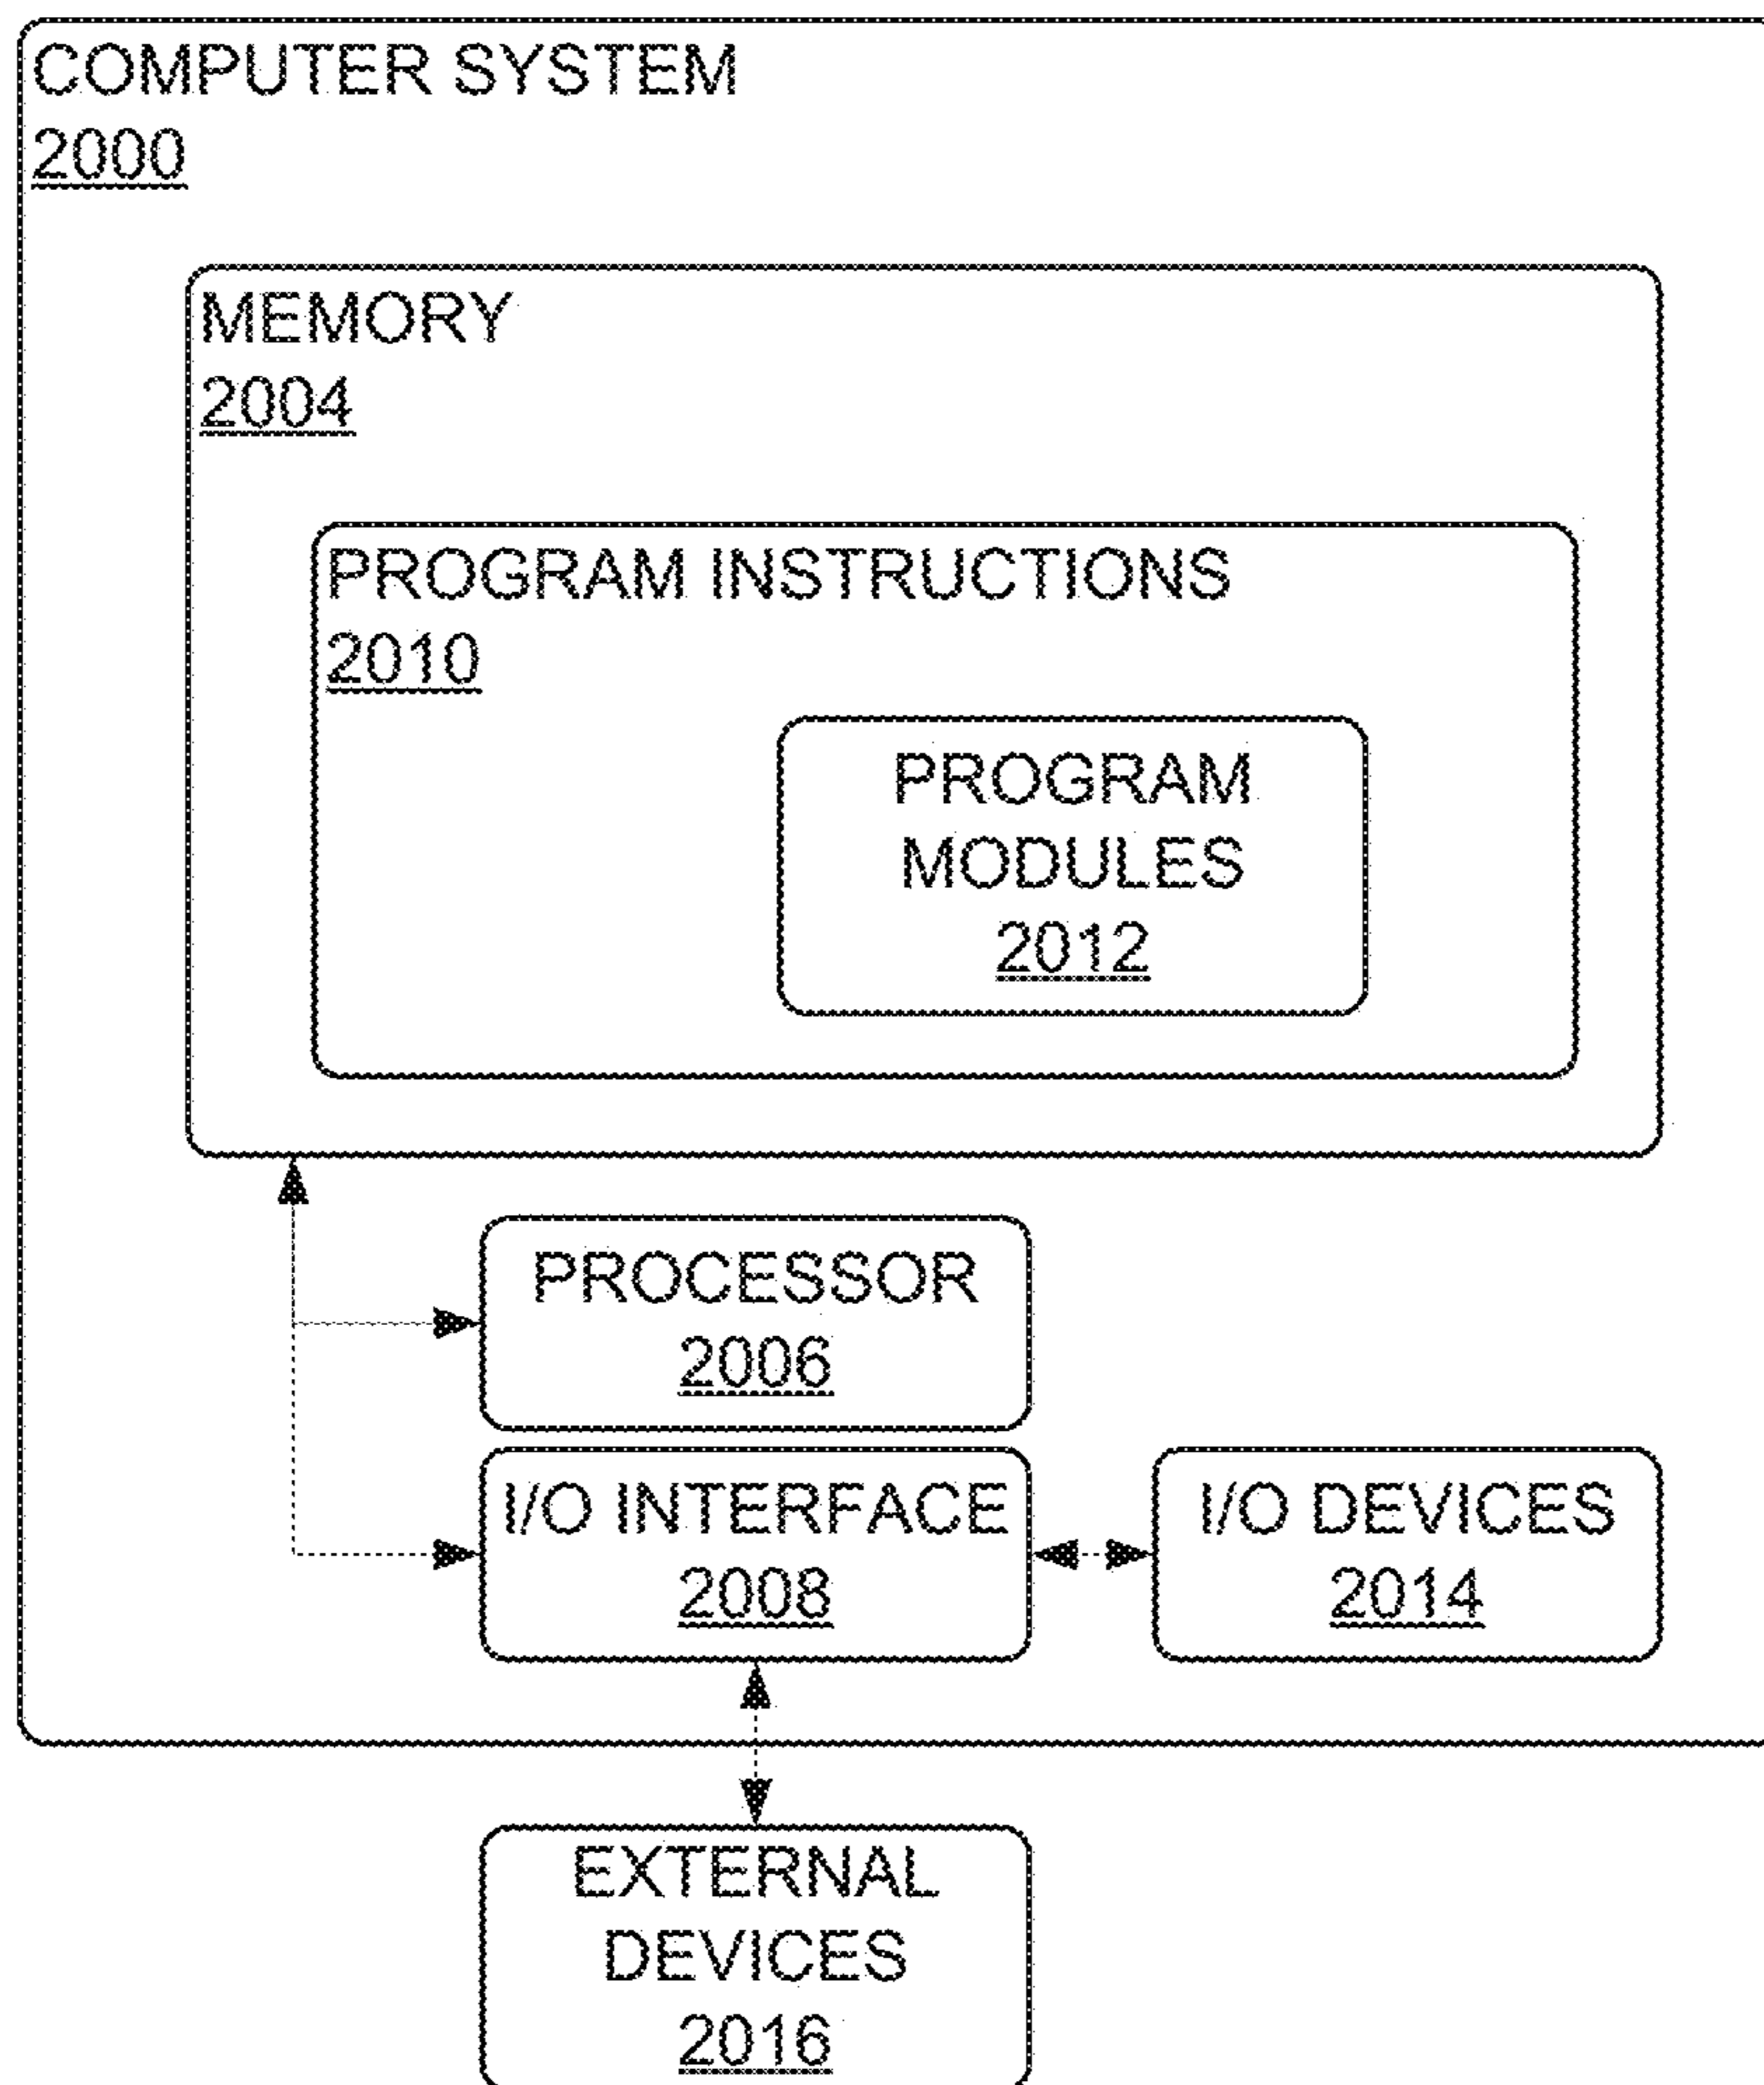 COMPUTER SYSTEM
2000
MEMORY
2004
PROGRAM INSTRUCTIONS
2010
PROGRAM
MODULES
2012
PROCESSOR
2006
I/O INTERFACE
2008
I/O DEVICES
2014
EXTERNAL
DEVICES
2016